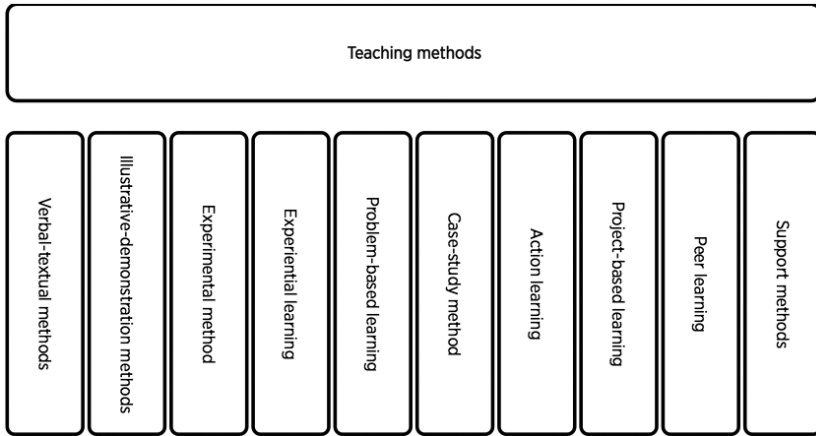 Teaching methods
Verbal-textual methods
Illustrative-demonstration methods
Experimental method
Experiential learning
Problem-based learning
Case-study method
Action learning
Project-based learning
Peer learning
Support methods